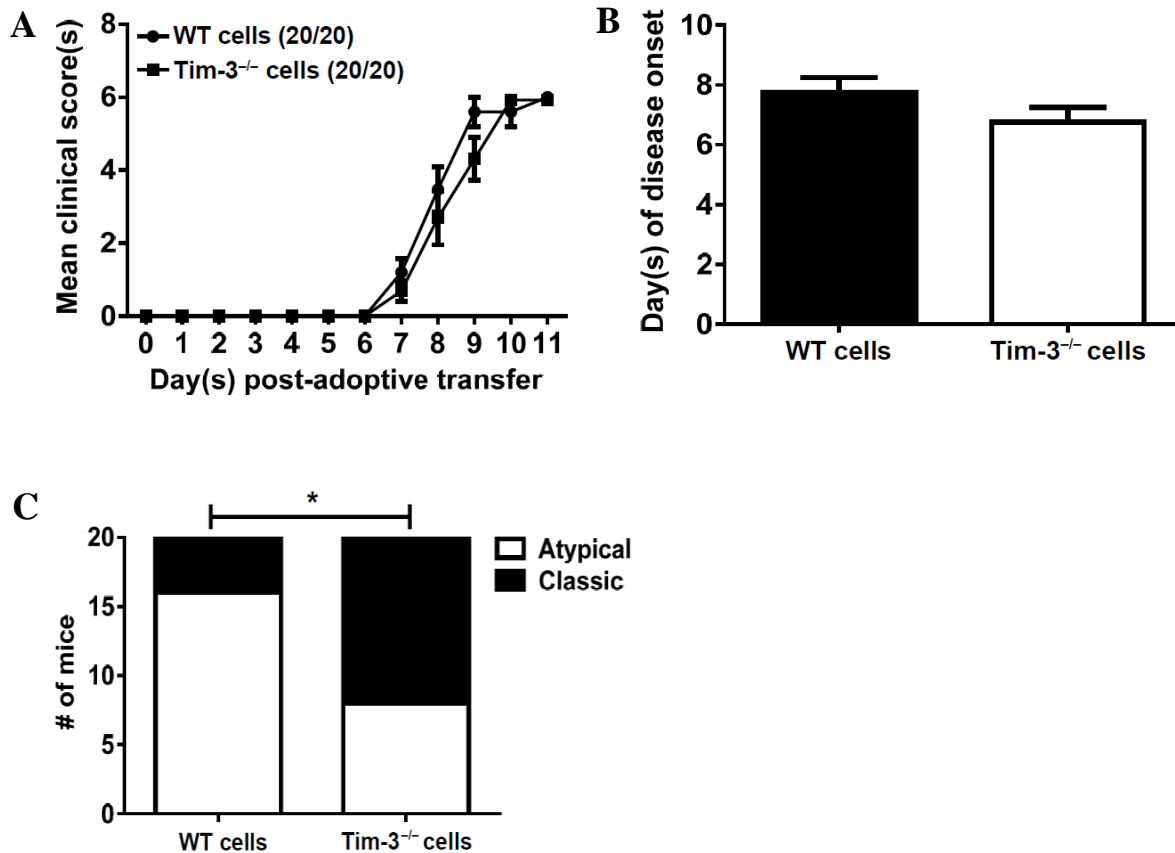 A
Mean clinical score(s)
8
6
4
2
0
WT cells (20/20)
Tim-3⁻/⁻ cells (20/20)
0 1 2 3 4 5 6 7 8 9 10 11
Day(s) post-adoptive transfer
B
Day(s) of disease onset
10
8
6
4
2
0
WT cells Tim-3⁻/⁻ cells
C
# of mice
20
15
10
5
0
*
Atypical
Classic
WT cells Tim-3⁻/⁻ cells